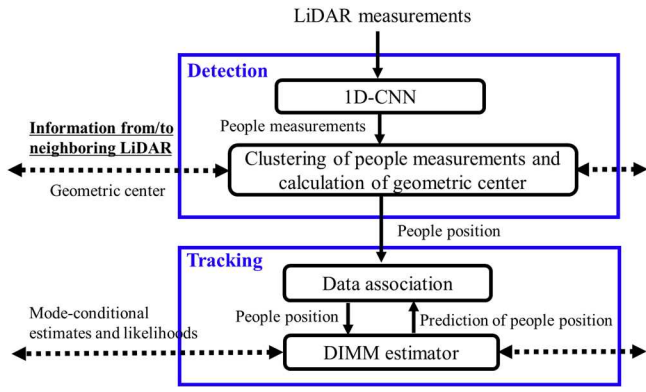 LiDAR measurements
Detection
1D-CNN
Information from/to
neighboring LiDAR
People measurements
Clustering of people measurements and
calculation of geometric center
Geometric center
People position
Tracking
Data association
Mode-conditional
estimates and likelihoods
People position
Prediction of people position
DIMM estimator